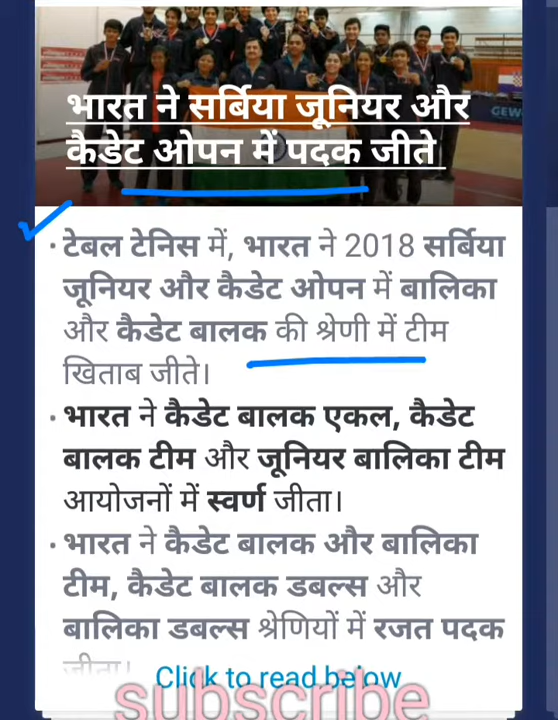 GEW
भारत ने सर्बिया जूनियर और
कैडेट ओपन में पदक जीते
• टेबल टेनिस में, भारत ने 2018 सर्बिया
जूनियर और कैडेट ओपन में बालिका
और कैडेट बालक की श्रेणी में टीम
खिताब जीते।
• भारत ने कैडेट बालक एकल, कैडेट
बालक टीम और जूनियर बालिका टीम
आयोजनों में स्वर्ण जीता।
• भारत ने कैडेट बालक और बालिका
टीम, कैडेट बालक डबल्स और
बालिका डबल्स श्रेणियों में रजत पदक
जीता।
Click to read below
subscribe